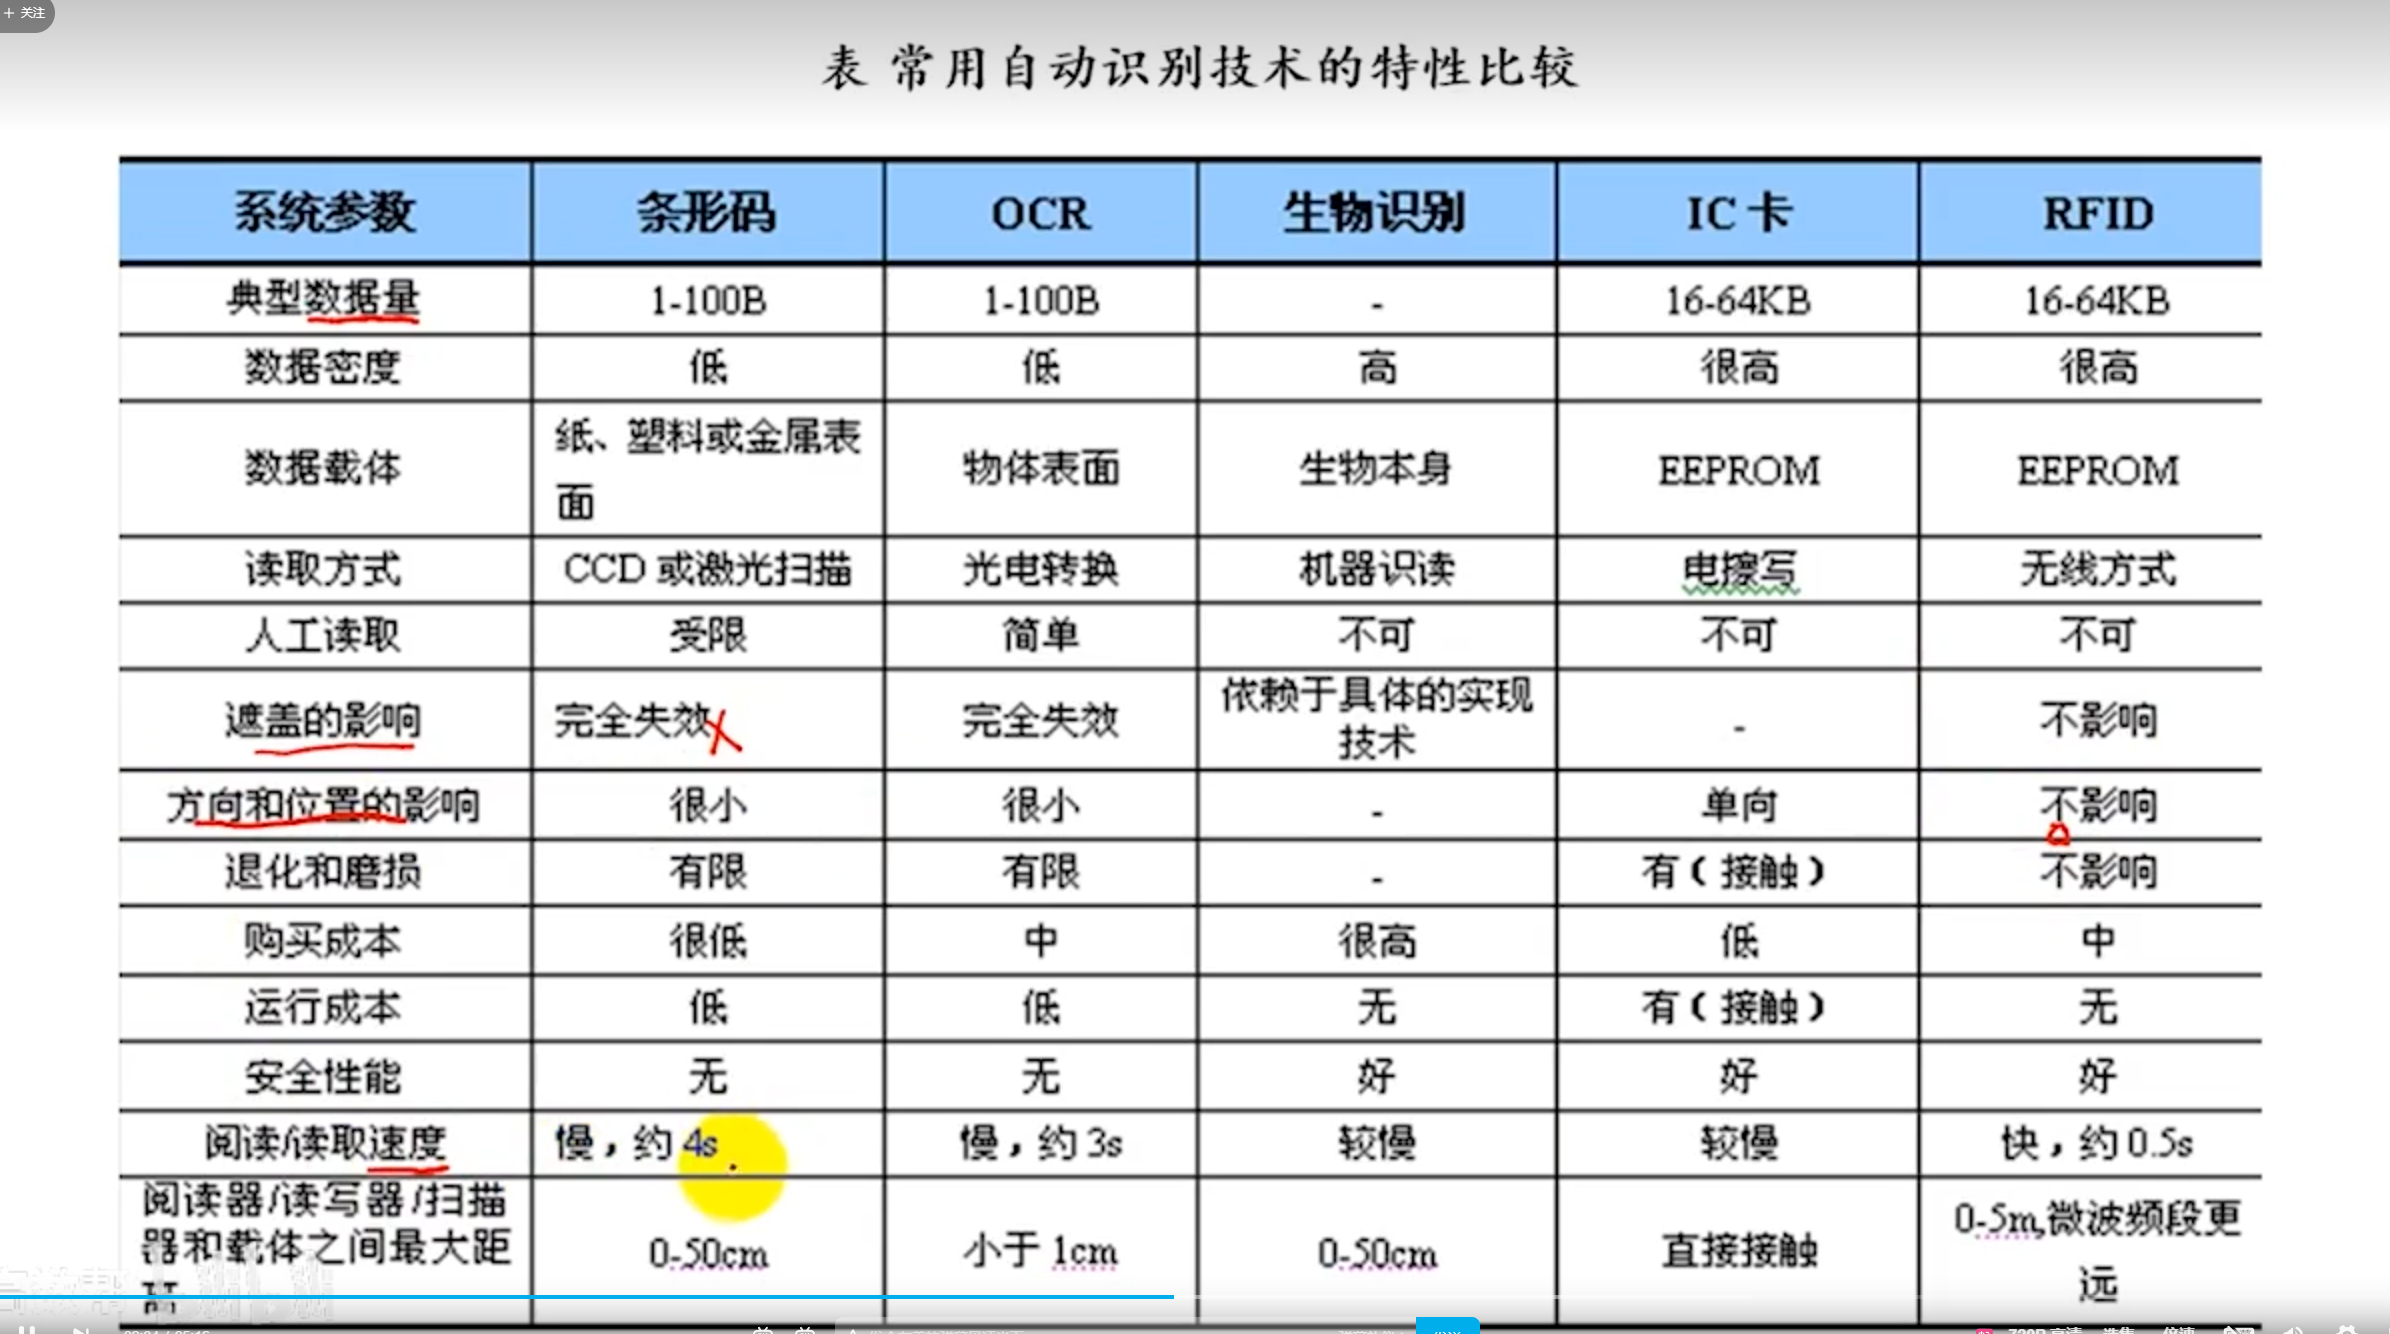 + 关注
表 常用自动识别技术的特性比较
系统参数 条形码 OCR 生物识别 IC 卡 RFID
典型数据量 1-100B 1-100B - 16-64KB 16-64KB
数据密度 低 低 高 很高 很高
数据载体 纸、塑料或金属表 物体表面 生物本身 EEPROM EEPROM
面
读取方式 CCD 或激光扫描 光电转换 机器识读 电擦写 无线方式
人工读取 受限 简单 不可 不可 不可
遮盖的影响 完全失效 完全失效 依赖于具体的实现 - 不影响
技术
方向和位置的影响 很小 很小 - 单向 不影响
退化和磨损 有限 有限 - 有（接触） 不影响
购买成本 很低 中 很高 低 中
运行成本 低 低 无 有（接触） 无
安全性能 无 无 好 好 好
阅读/读取速度 慢，约 4s 慢，约 3s 较慢 较慢 快，约 0.5s
阅读器/读写器/扫描 0-50cm 小于 1cm 0-50cm 直接接触 0-5m,微波频段更
器和载体之间最大距 远
离